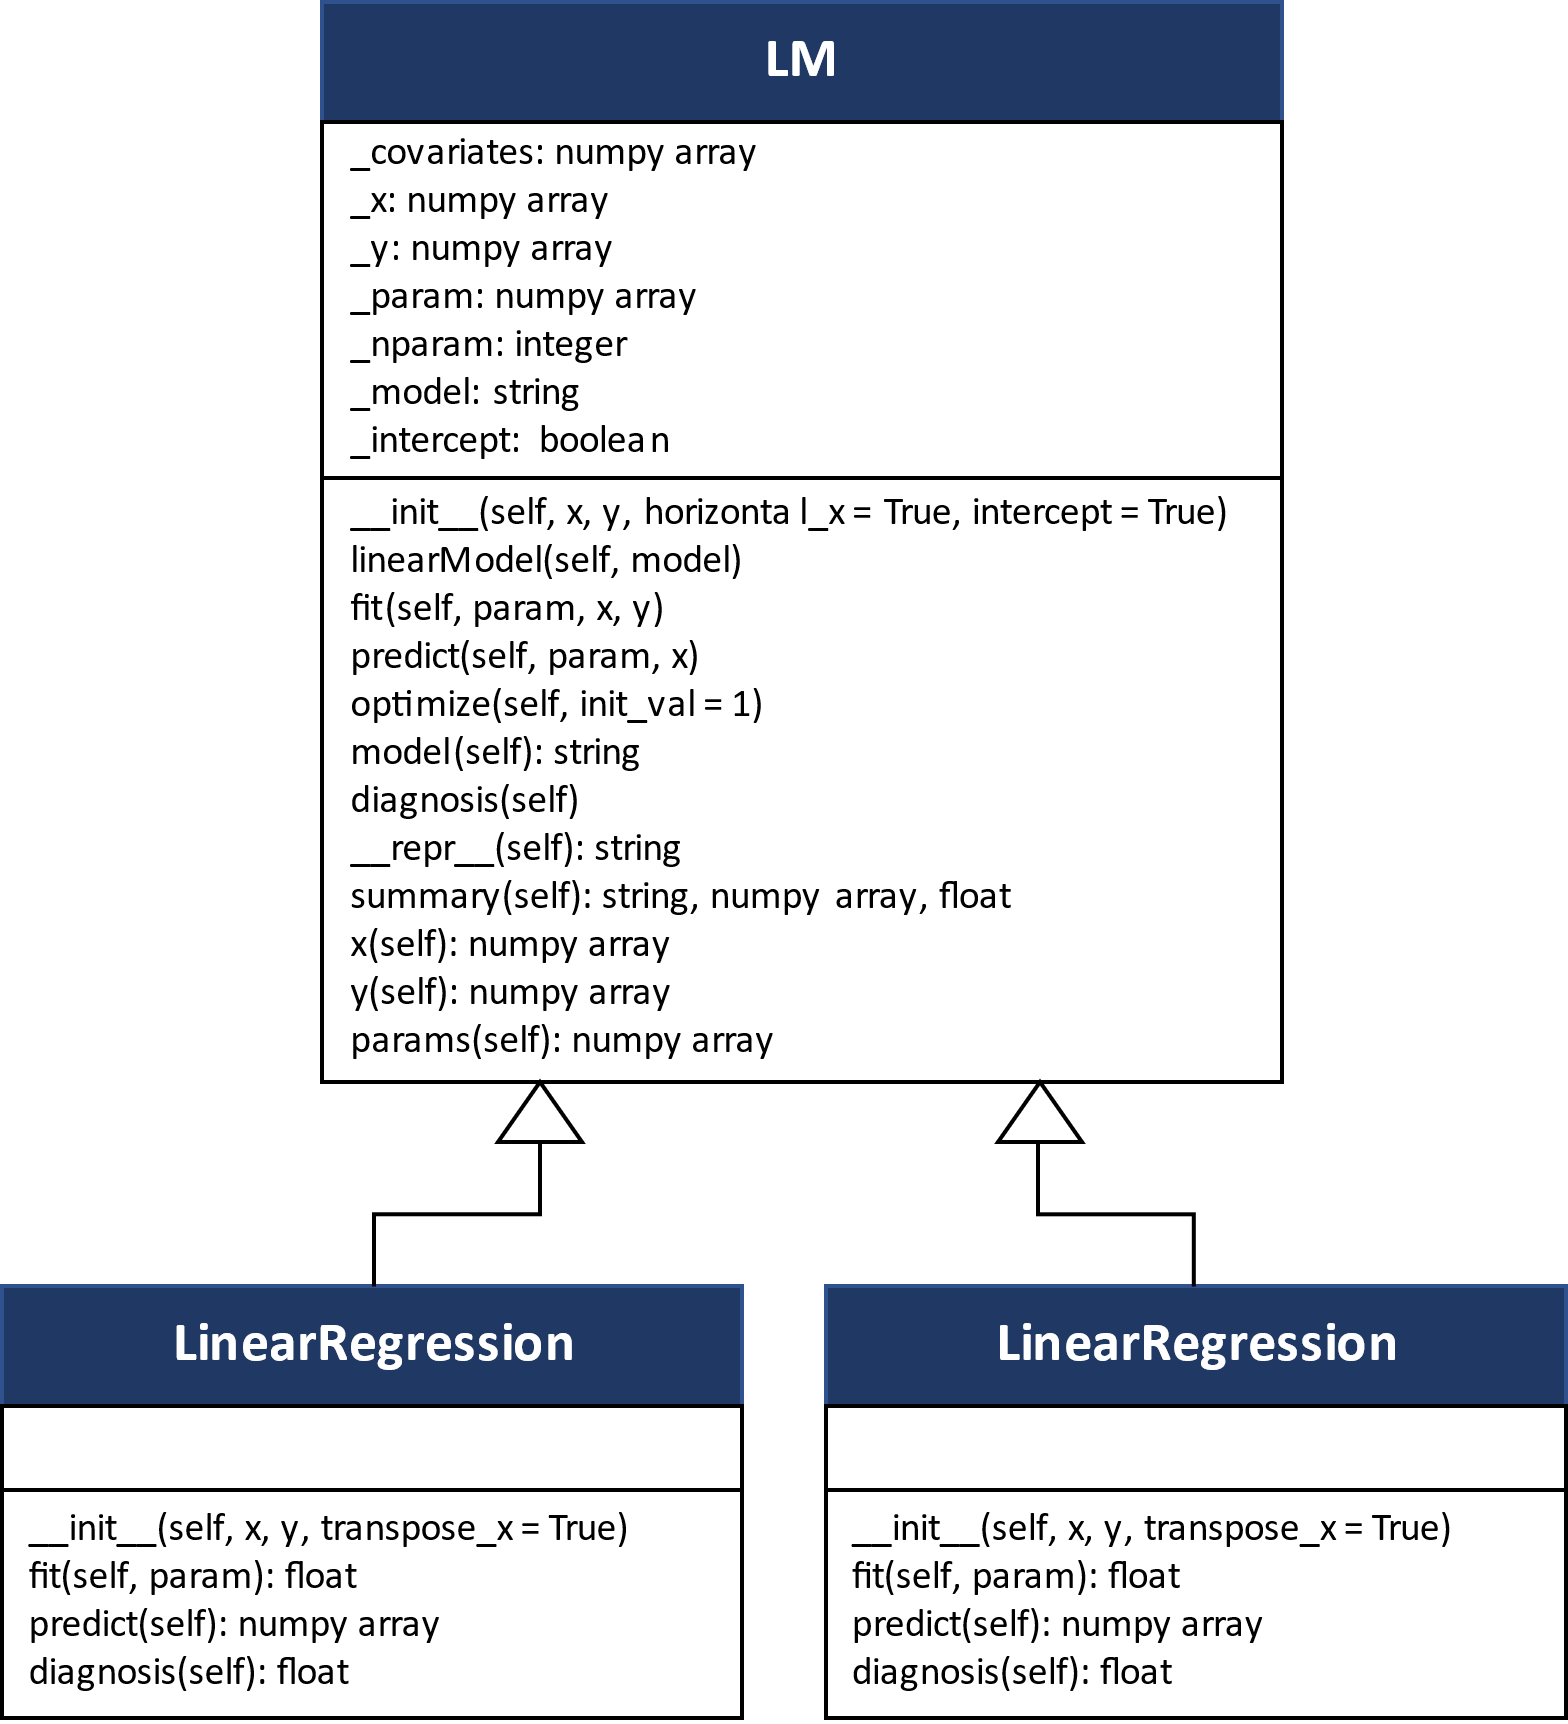 LM
_covariates: numpy array
_x: numpy array
_y: numpy array
_param: numpy array
_nparam: integer
_model: string
_intercept: boolean
__init__(self, x, y, horizontal_x = True, intercept = True)
linearModel(self, model)
fit(self, param, x, y)
predict(self, param, x)
optimize(self, init_val = 1)
model(self): string
diagnosis(self)
__repr__(self): string
summary(self): string, numpy array, float
x(self): numpy array
y(self): numpy array
params(self): numpy array
LinearRegression
__init__(self, x, y, transpose_x = True)
fit(self, param): float
predict(self): numpy array
diagnosis(self): float
LinearRegression
__init__(self, x, y, transpose_x = True)
fit(self, param): float
predict(self): numpy array
diagnosis(self): float